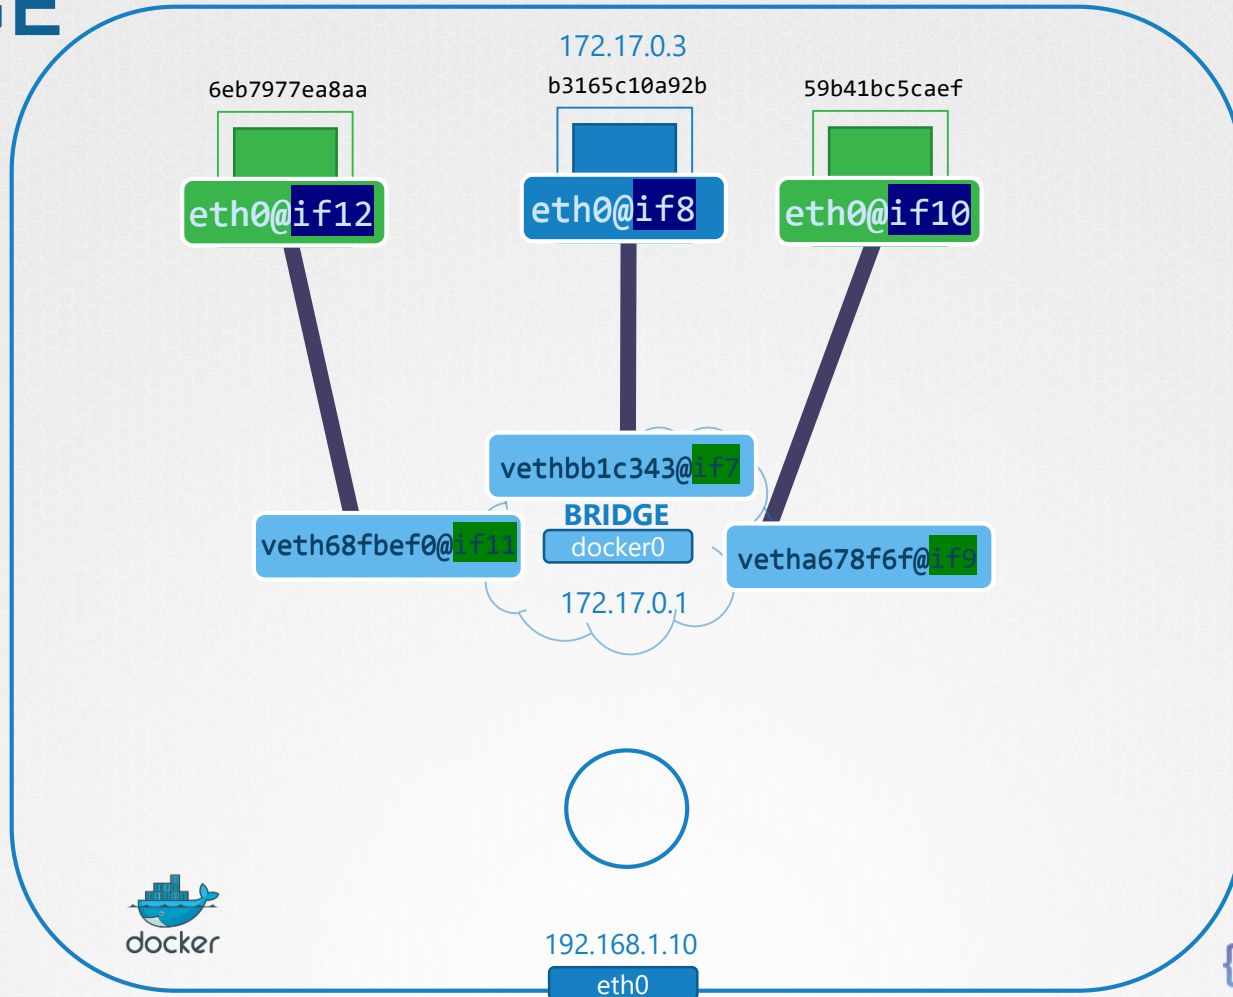 172.17.0.3
6eb7977ea8aa
b3165c10a92b
59b41bc5caef
eth0@if12
eth0@if8
eth0@if10
vethbb1c343@if7
BRIDGE
veth68fbef0@if11
docker0
vetha678f6f@if9
172.17.0.1
docker
192.168.1.10
eth0
{